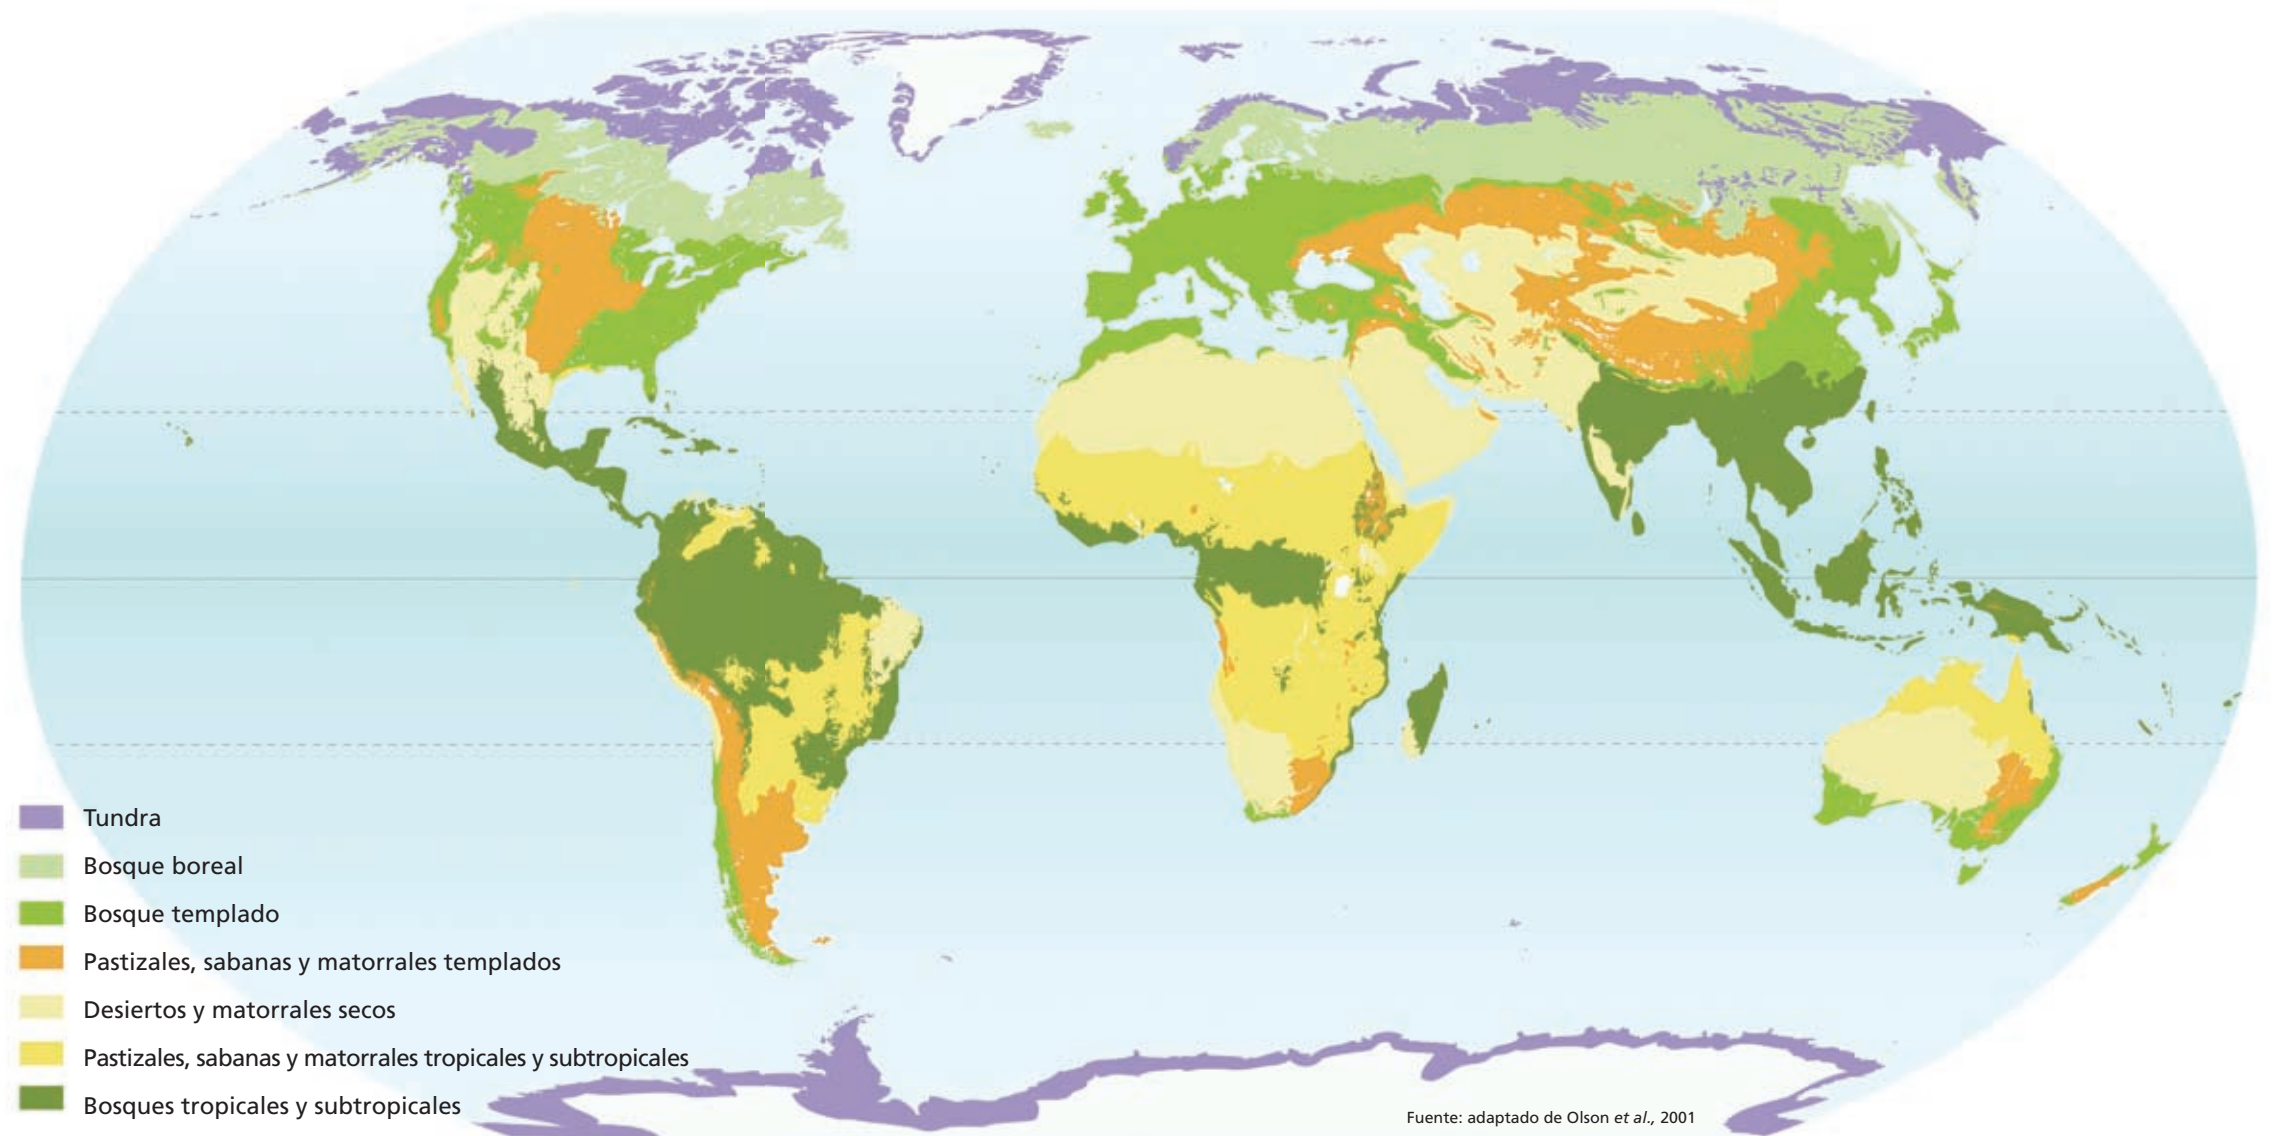 Tundra
Bosque boreal
Bosque templado
Pastizales, sabanas y matorrales templados
Desiertos y matorrales secos
Pastizales, sabanas y matorrales tropicales y subtropicales
Bosques tropicales y subtropicales
Fuente: adaptado de Olson et al., 2001